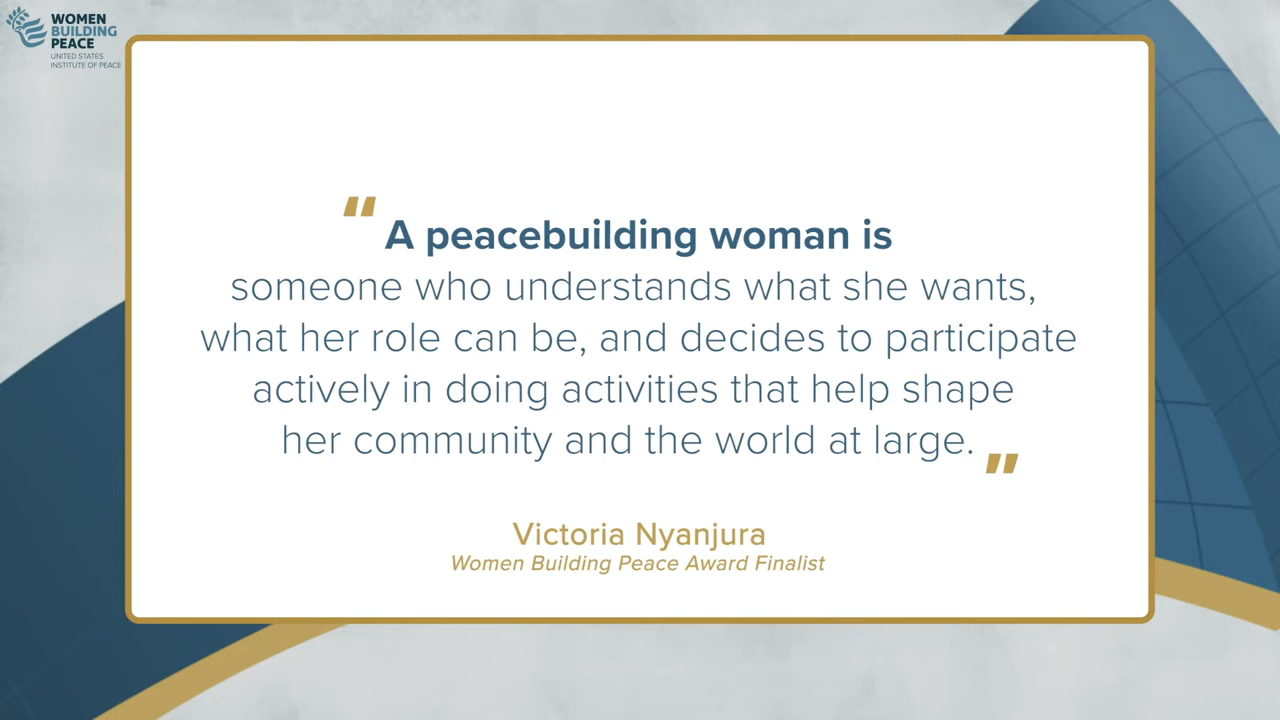 WOMEN
BUILDING
PEACE
UNITED STATES
INSTITUTE OF PEACE
"A peacebuilding woman is
someone who understands what she wants,
what her role can be, and decides to participate
actively in doing activities that help shape
her community and the world at large."
Victoria Nyanjura
Women Building Peace Award Finalist